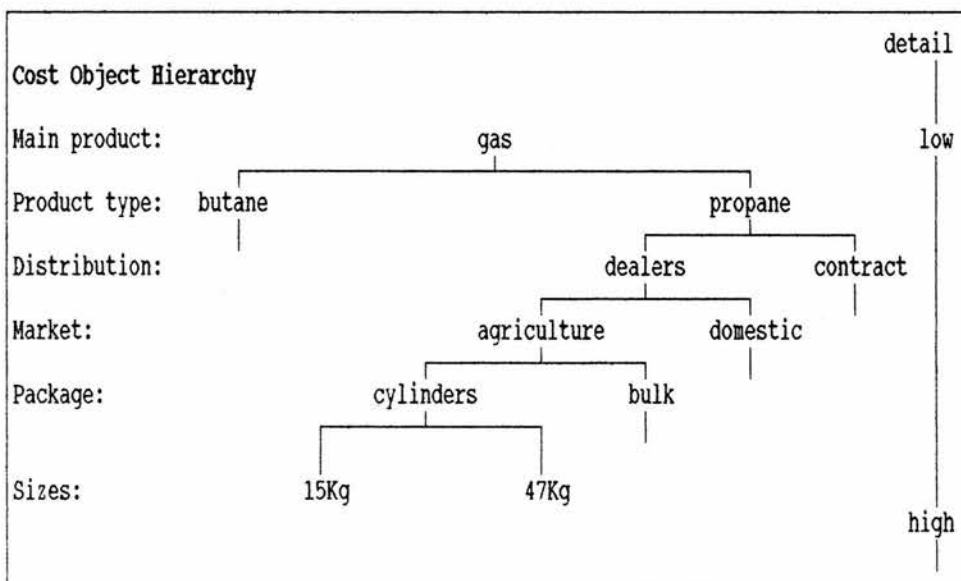 detail
Cost Object Hierarchy
Main product: gas low
Product type: butane propane
Distribution: dealers contract
Market: agriculture domestic
Package: cylinders bulk
Sizes: 15Kg 47Kg
high